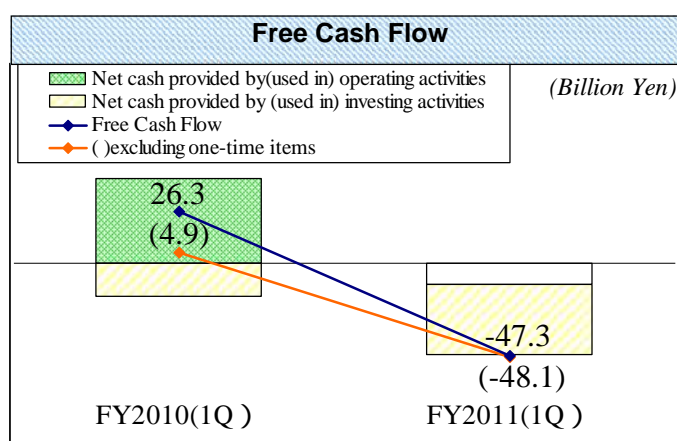 Free Cash Flow
Net cash provided by(used in) operating activities
(Billion Yen)
Net cash provided by (used in) investing activities
Free Cash Flow
( )excluding one-time items
26.3
(4.9)
-47.3
(-48.1)
FY2010(1Q )
FY2011(1Q )